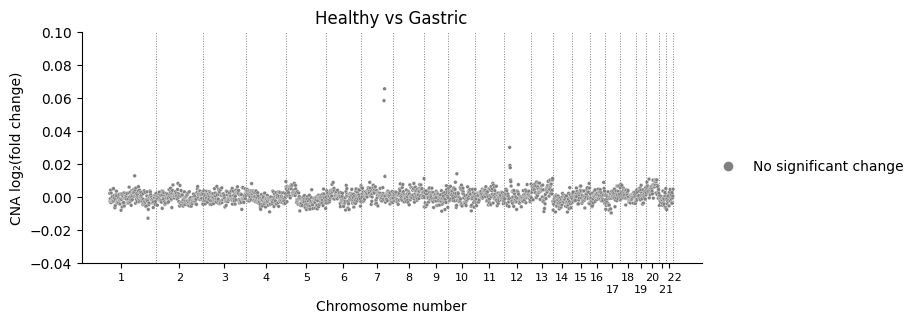 Healthy vs Gastric
0.10
0.08
0.06
0.04
0.02
0.00
−0.02
−0.04
CNA log₂(fold change)
1 2 3 4 5 6 7 8 9 10 11 12 13 14 15 16 18 20 22
17 19 21
Chromosome number
No significant change